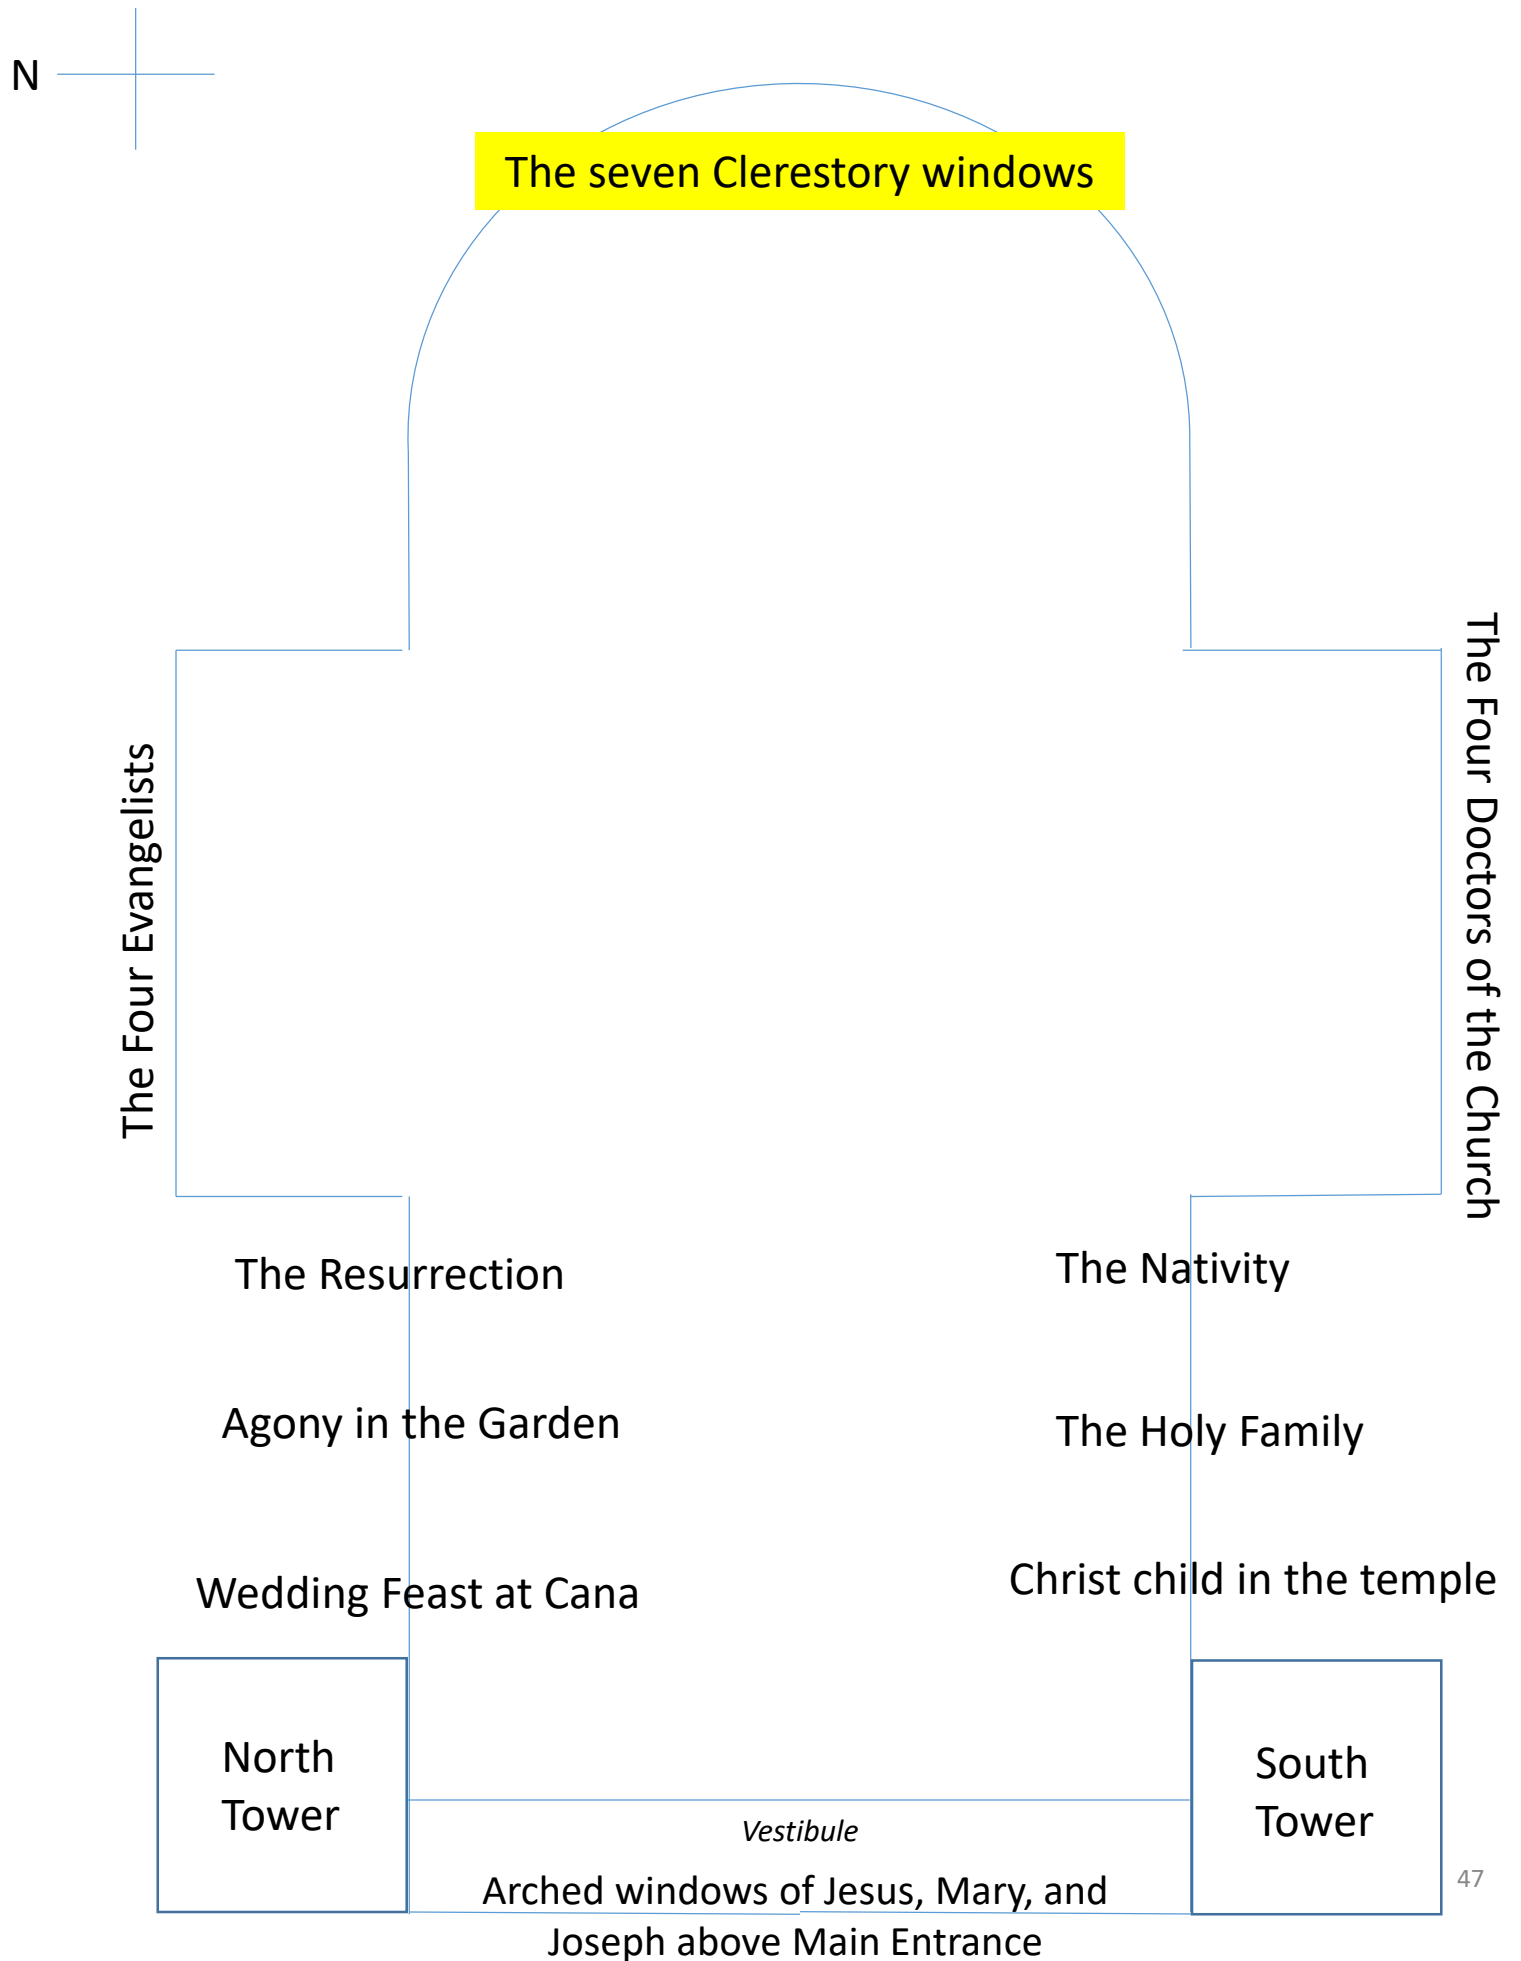 N
The seven Clerestory windows
The Four Evangelists
The Four Doctors of the Church
The Resurrection
The Nativity
Agony in the Garden
The Holy Family
Wedding Feast at Cana
Christ child in the temple
North
Tower
South
Tower
Vestibule
Arched windows of Jesus, Mary, and
Joseph above Main Entrance
47